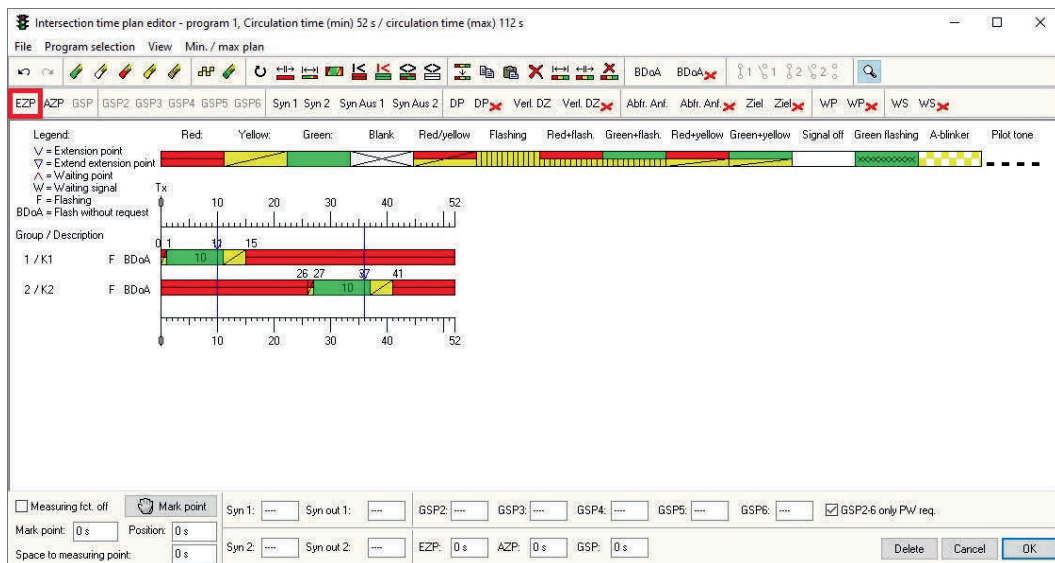 Intersection time plan editor - program 1, Circulation time (min) 52 s / circulation time (max) 112 s
File Program selection View Min. / max plan
BDoA BDoA 1 1 2 2
EZP AZP GSP GSP2 GSP3 GSP4 GSP5 GSP6 Syn 1 Syn 2 Syn Aus 1 Syn Aus 2 DP DP Verl. DZ Verl. DZ Abfr. Anf. Abfr. Anf. Ziel Ziel WP WP WS WS
Legend: Red: Yellow: Green: Blank Red/yellow Flashing Red+flash. Green+flash. Red+yellow Green+yellow Signal off Green flashing A-blinker Pilot tone
V = Extension point
▽ = Extend extension point
Λ = Waiting point
W = Waiting signal
F = Flashing
BDoA = Flash without request
Tx
0 10 20 30 40 52
Group / Description
0 1 11 15
1 / K1 F BDoA 10
26 27 37 41
2 / K2 F BDoA 10
0 10 20 30 40 52
Measuring fct. off Mark point Syn 1: ---- Syn out 1: ---- GSP2: ---- GSP3: ---- GSP4: ---- GSP5: ---- GSP6: ---- GSP2-6 only PW req.
Mark point: 0 s Position: 0 s
Space to measuring point: 0 s Syn 2: ---- Syn out 2: ---- EZP: 0 s AZP: 0 s GSP: 0 s Delete Cancel OK